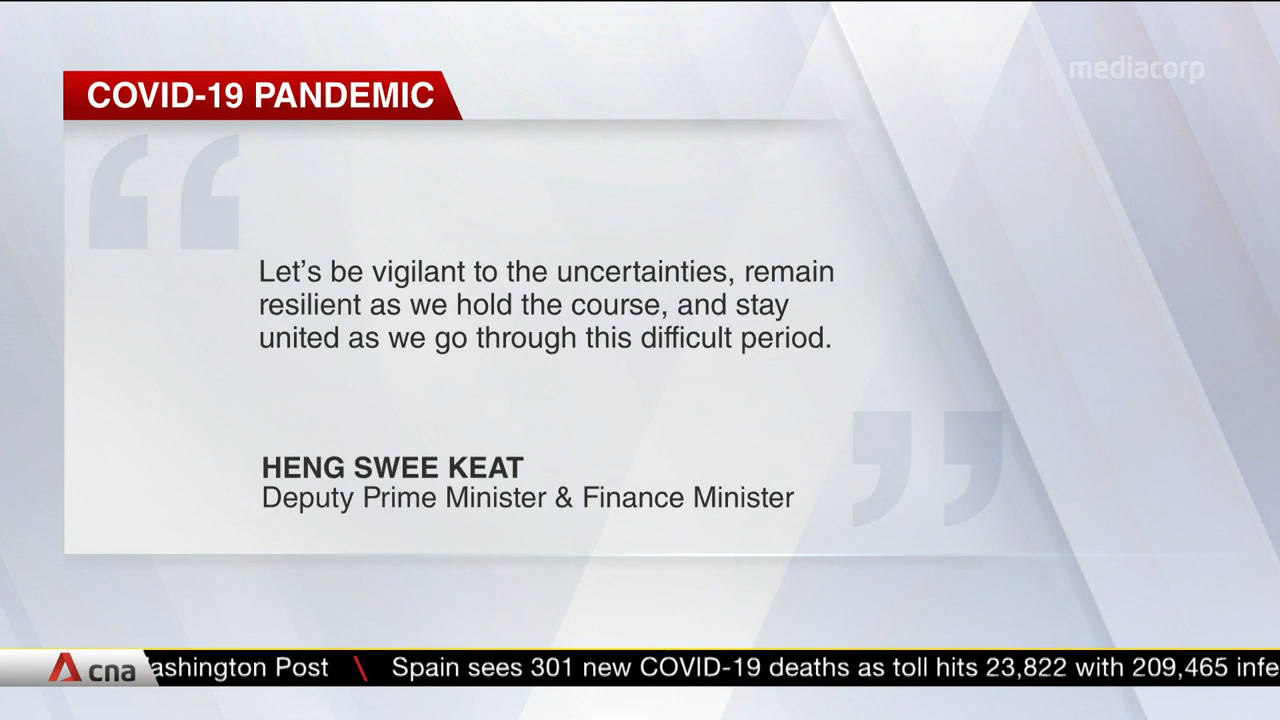 mediacorp
COVID-19 PANDEMIC
Let’s be vigilant to the uncertainties, remain
resilient as we hold the course, and stay
united as we go through this difficult period.
HENG SWEE KEAT
Deputy Prime Minister & Finance Minister
cna
ashington Post \ Spain sees 301 new COVID-19 deaths as toll hits 23,822 with 209,465 infe